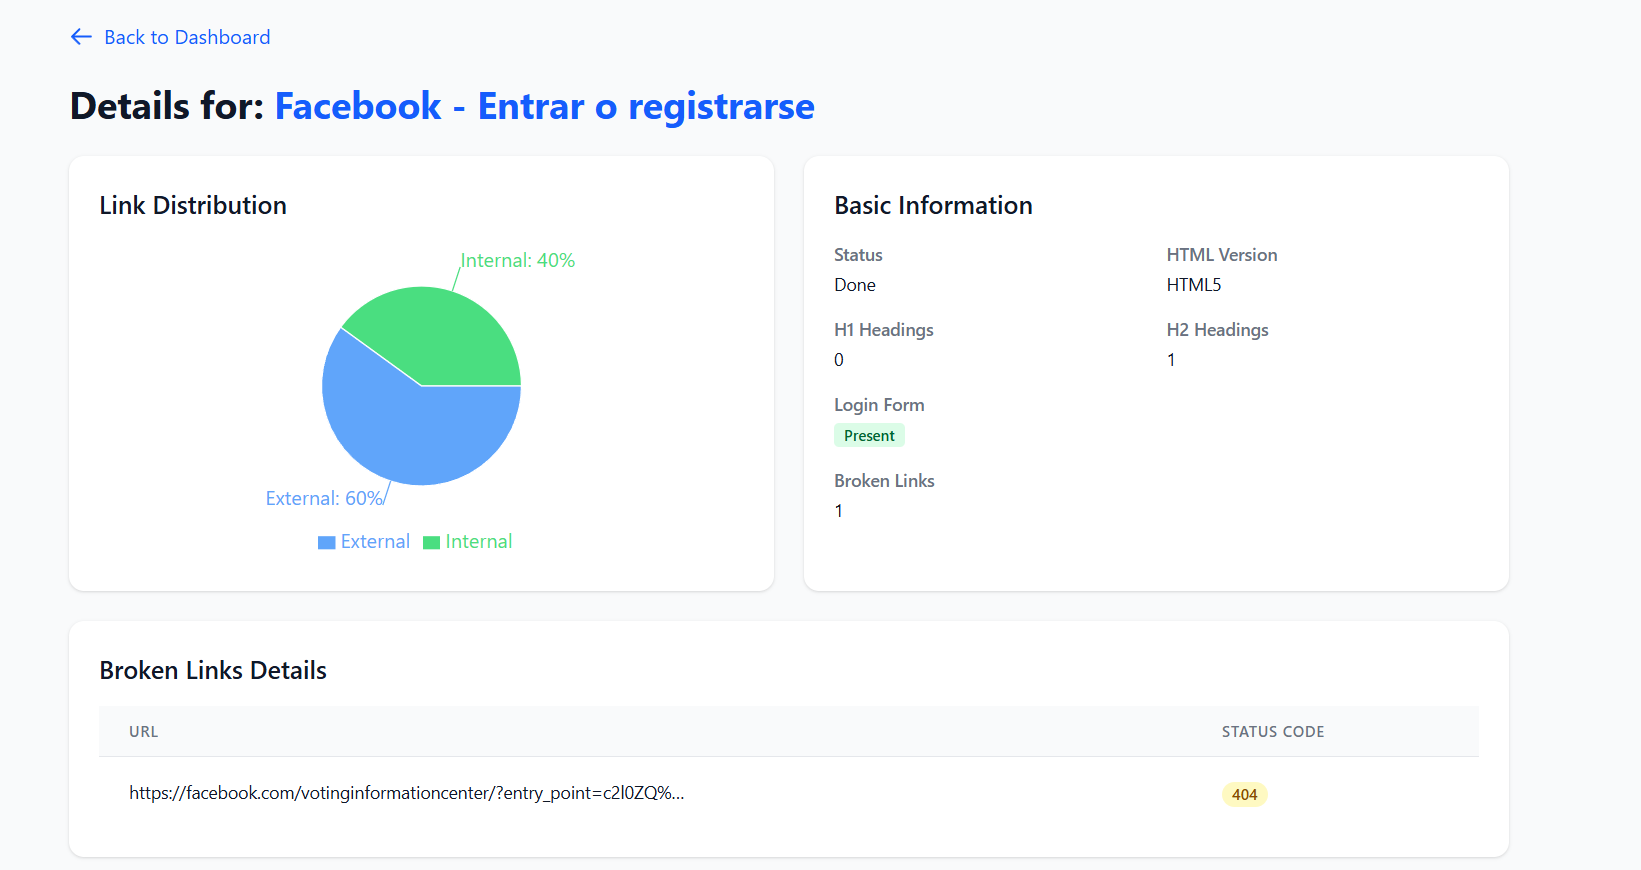 Back to Dashboard
Details for: Facebook - Entrar o registrarse
Link Distribution
Internal: 40%
External: 60%
External
Internal
Basic Information
Status
HTML Version
Done
HTML5
H1 Headings
H2 Headings
0
1
Login Form
Present
Broken Links
1
Broken Links Details
URL
STATUS CODE
https://facebook.com/votinginformationcenter/?entry_point=c2l0ZQ%...
404